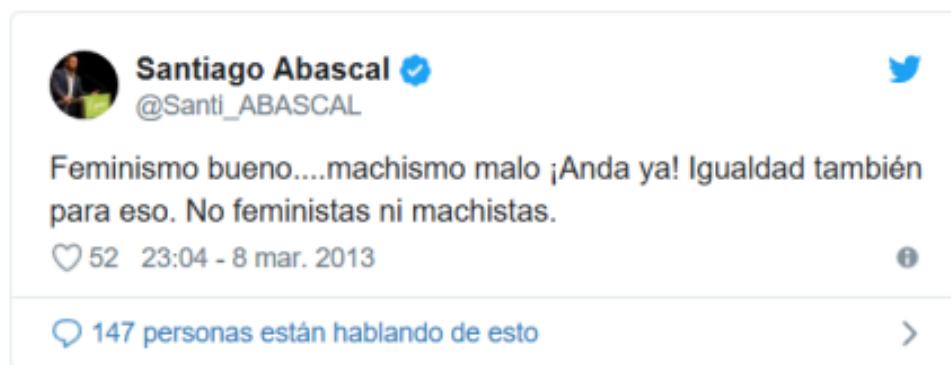 Santiago Abascal
@Santi_ABASCAL
Feminismo bueno....machismo malo ¡Anda ya! Igualdad también
para eso. No feministas ni machistas.
52 23:04 - 8 mar. 2013
147 personas están hablando de esto